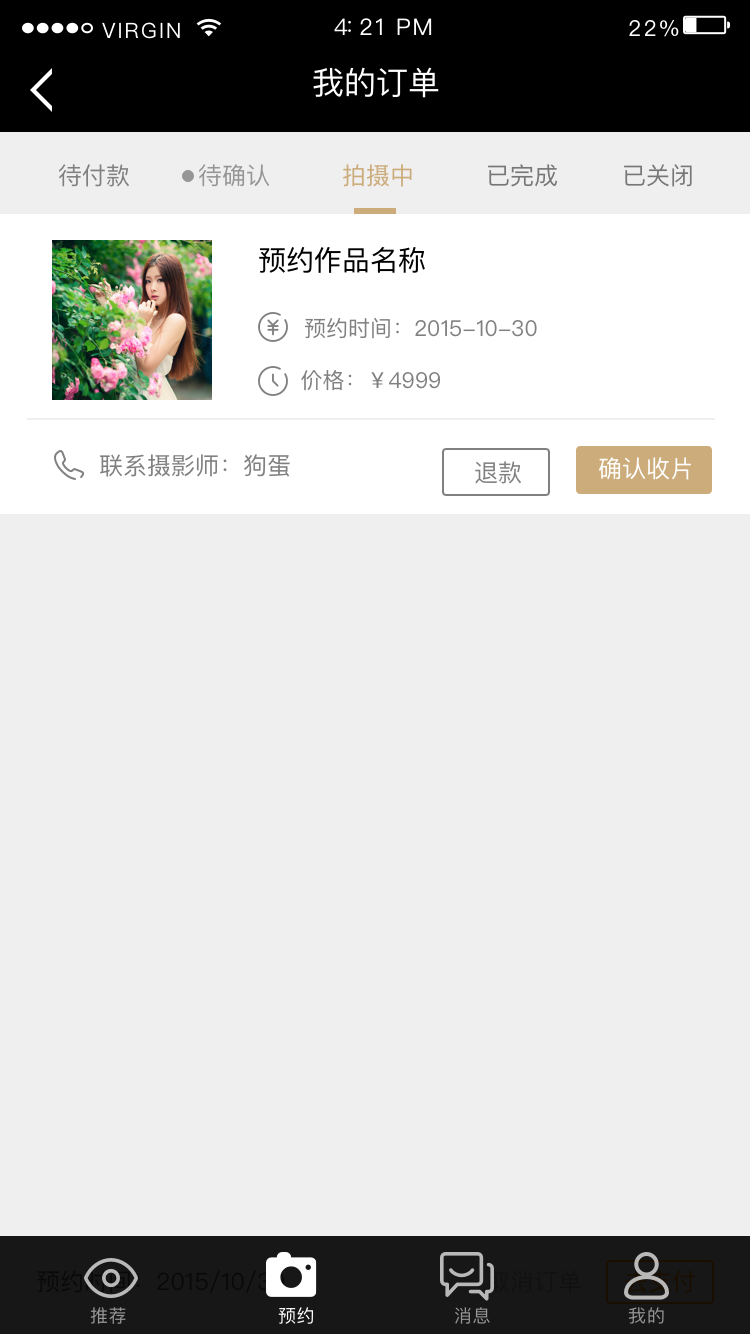 VIRGIN 4: 21 PM 22%
我的订单
待付款 待确认 拍摄中 已完成 已关闭
预约作品名称
预约时间：2015-10-30
价格：￥4999
联系摄影师：狗蛋 退款 确认收片
预约 2015/10/3 取消订单 付
推荐 预约 消息 我的